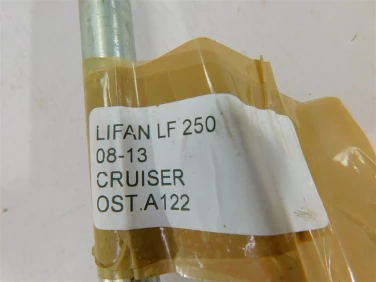 LIFAN LF 250
08-13
CRUISER
OST.A122